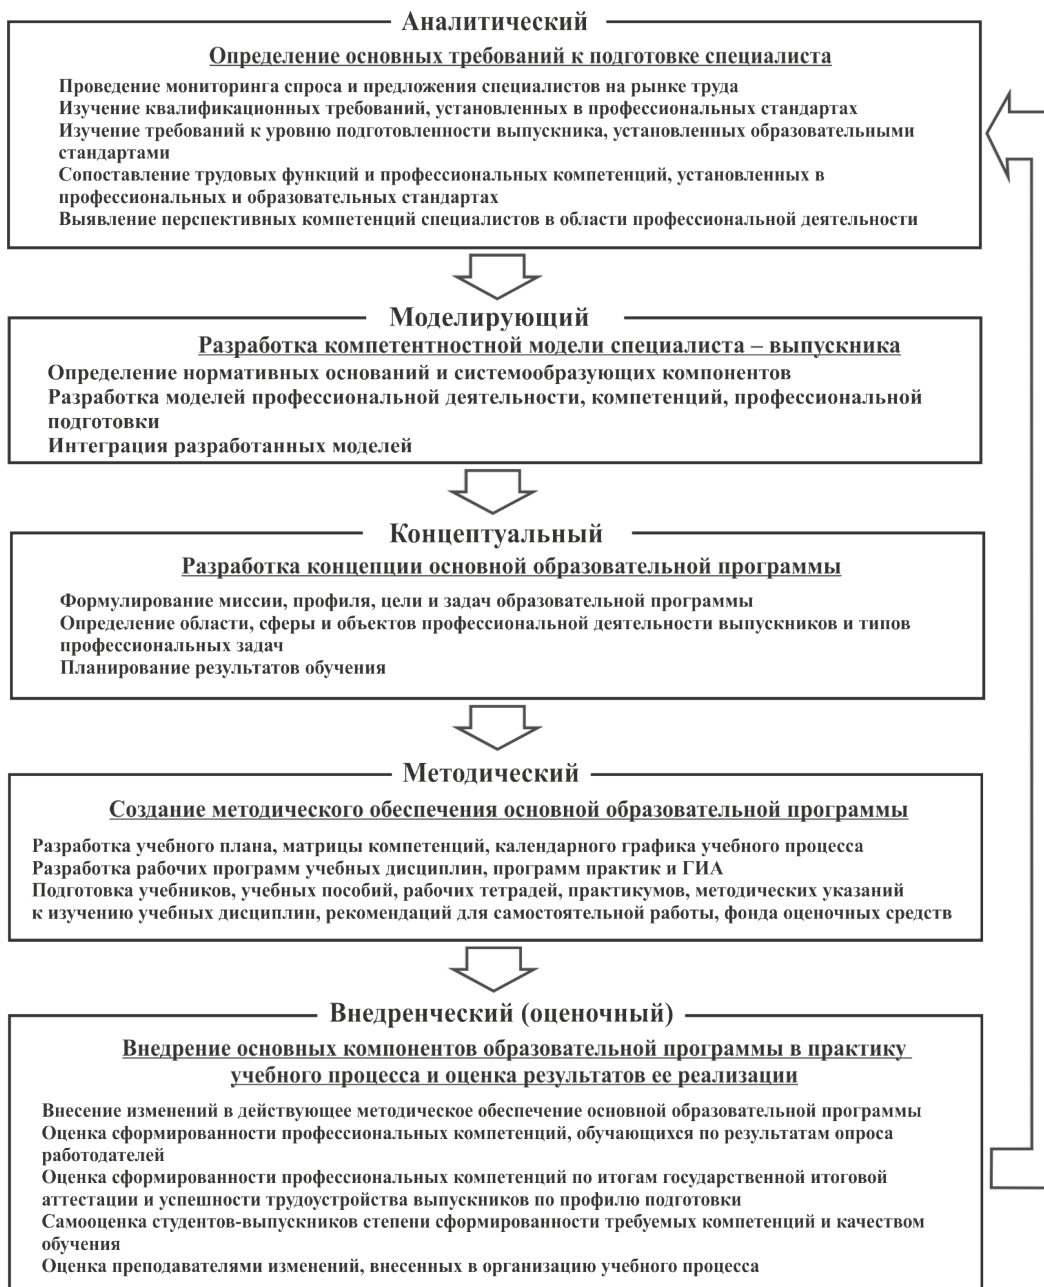 Аналитический
Определение основных требований к подготовке специалиста
Проведение мониторинга спроса и предложения специалистов на рынке труда
Изучение квалификационных требований, установленных в профессиональных стандартах
Изучение требований к уровню подготовленности выпускника, установленных образовательными
стандартами
Сопоставление трудовых функций и профессиональных компетенций, установленных в
профессиональных и образовательных стандартах
Выявление перспективных компетенций специалистов в области профессиональной деятельности
Моделирующий
Разработка компетентностной модели специалиста – выпускника
Определение нормативных оснований и системообразующих компонентов
Разработка моделей профессиональной деятельности, компетенций, профессиональной
подготовки
Интеграция разработанных моделей
Концептуальный
Разработка концепции основной образовательной программы
Формулирование миссии, профиля, цели и задач образовательной программы
Определение области, сферы и объектов профессиональной деятельности выпускников и типов
профессиональных задач
Планирование результатов обучения
Методический
Создание методического обеспечения основной образовательной программы
Разработка учебного плана, матрицы компетенций, календарного графика учебного процесса
Разработка рабочих программ учебных дисциплин, программ практик и ГИА
Подготовка учебников, учебных пособий, рабочих тетрадей, практикумов, методических указаний
к изучению учебных дисциплин, рекомендаций для самостоятельной работы, фонда оценочных средств
Внедренческий (оценочный)
Внедрение основных компонентов образовательной программы в практику
учебного процесса и оценка результатов ее реализации
Внесение изменений в действующее методическое обеспечение основной образовательной программы
Оценка сформированности профессиональных компетенций, обучающихся по результатам опроса
работодателей
Оценка сформированности профессиональных компетенций по итогам государственной итоговой
аттестации и успешности трудоустройства выпускников по профилю подготовки
Самооценка студентов-выпускников степени сформированности требуемых компетенций и качеством
обучения
Оценка преподавателями изменений, внесенных в организацию учебного процесса